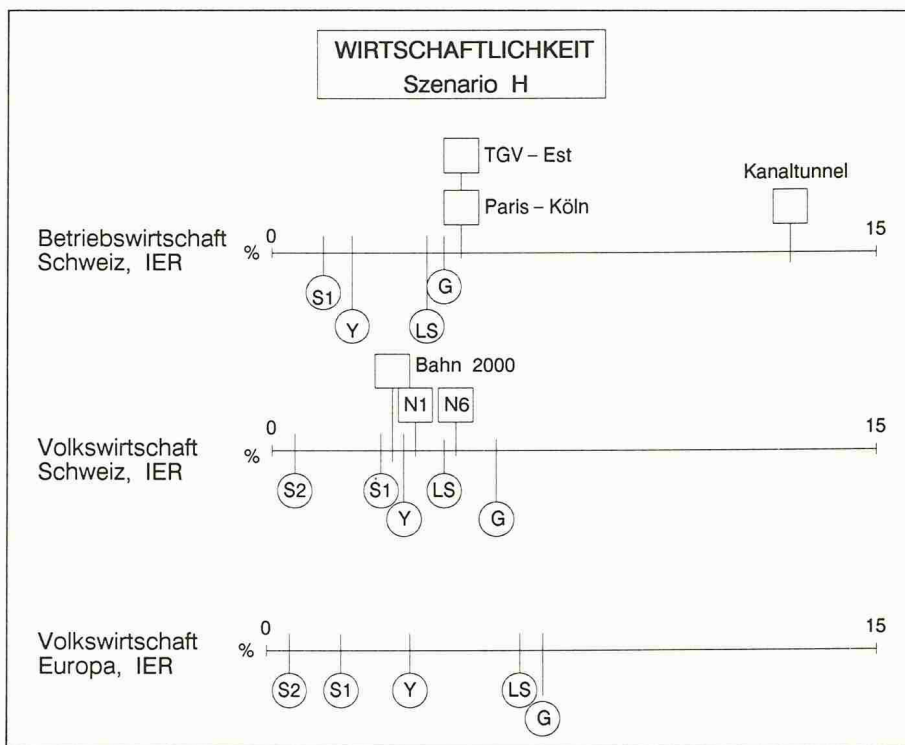 WIRTSCHAFTLICHKEIT
Szenario H
TGV – Est
Paris – Köln
Kanaltunnel
Betriebswirtschaft
Schweiz, IER
%
0
15
S1
Y
LS
G
Bahn 2000
N1
N6
Volkswirtschaft
Schweiz, IER
%
0
15
S2
S1
Y
LS
G
Volkswirtschaft
Europa, IER
%
0
15
S2
S1
Y
LS
G